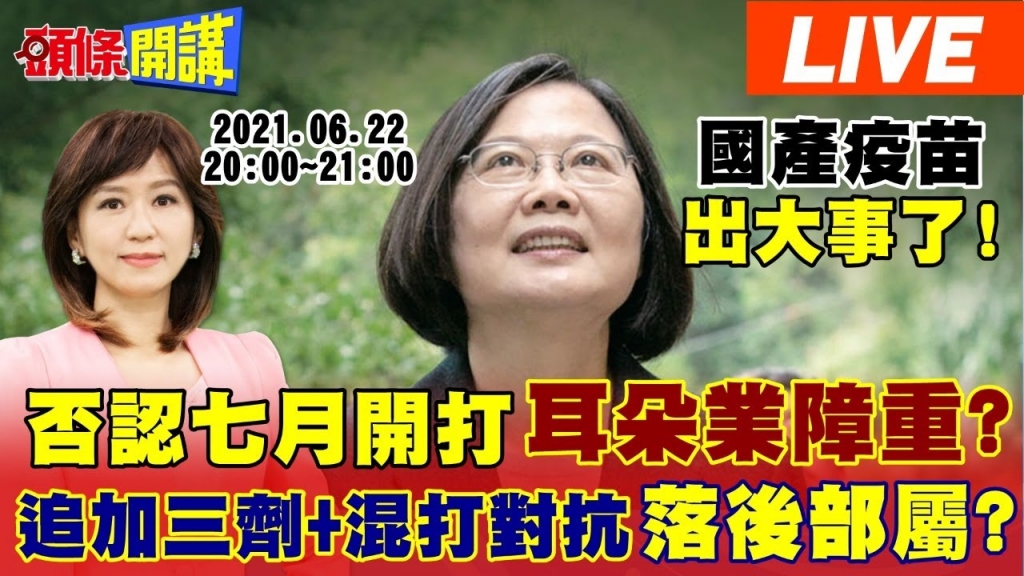 頭條開講
LIVE
2021.06.22
20:00~21:00
國產疫苗
出大事了!
否認七月開打 耳朵業障重?
追加三劑+混打對抗 落後部屬?